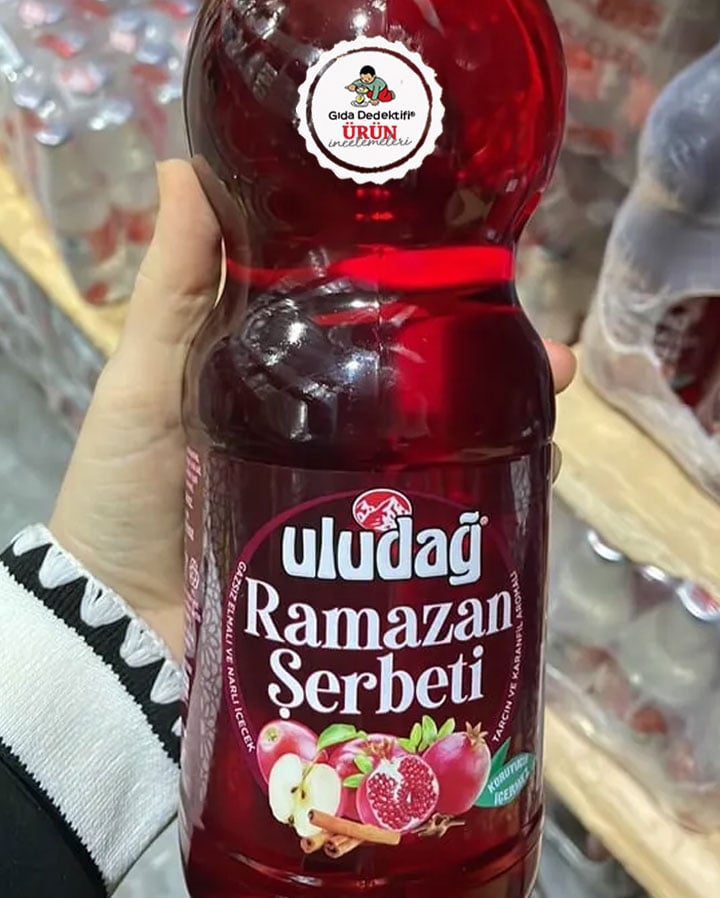 Gıda Dedektifi®
ÜRÜN
incelemeleri
uludağ®
Ramazan
Şerbeti
GAZSIZ ELMALI VE NARLI İÇECEK
TARÇIN VE KARANFİL AROMALI
KORUYUCU
İÇERMEZ